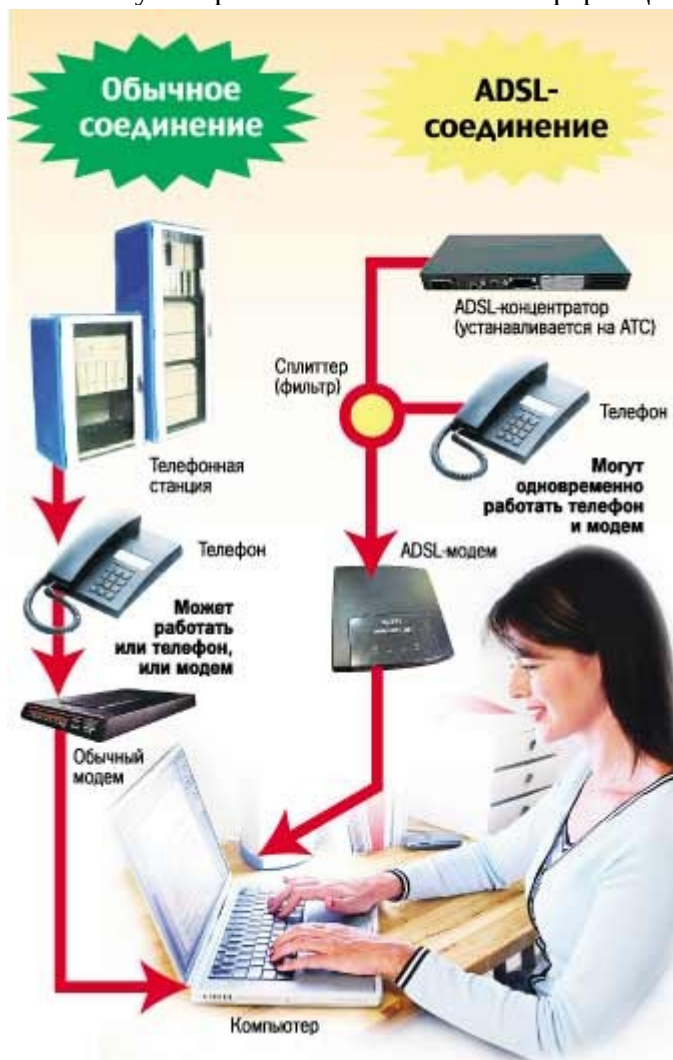 Обычное
соединение
ADSL-
соединение
ADSL-концентратор
(устанавливается на АТС)
Сплиттер
(фильтр)
Телефон
Могут
одновременно
работать телефон
и модем
Телефонная
станция
Телефон
ADSL-модем
Может
работать
или телефон,
или модем
Обычный
модем
Компьютер